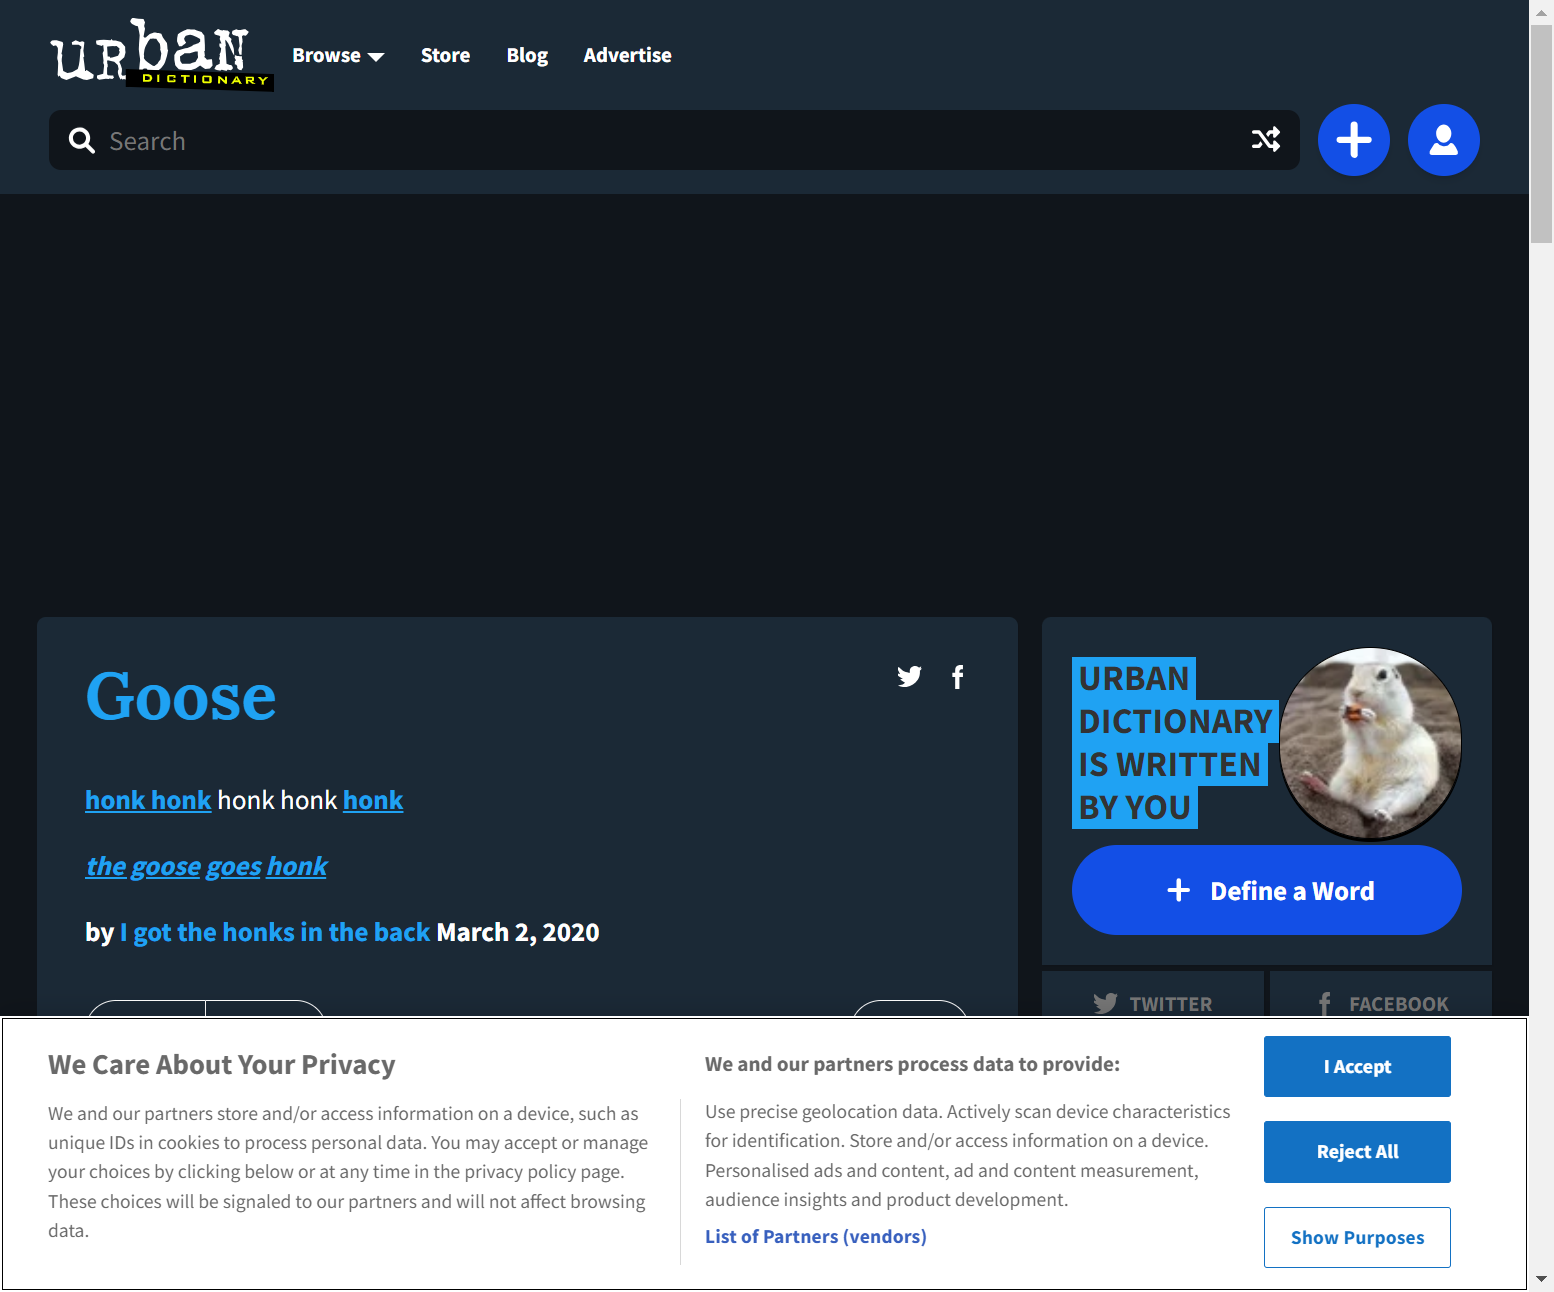 urban
DICTIONARY
Browse
Store
Blog
Advertise
Search
Goose
honk honk honk honk honk
the goose goes honk
by I got the honks in the back March 2, 2020
URBAN
DICTIONARY
IS WRITTEN
BY YOU
Define a Word
TWITTER
FACEBOOK
We Care About Your Privacy
We and our partners store and/or access information on a device, such as
unique IDs in cookies to process personal data. You may accept or manage
your choices by clicking below or at any time in the privacy policy page.
These choices will be signaled to our partners and will not affect browsing
data.
We and our partners process data to provide:
Use precise geolocation data. Actively scan device characteristics
for identification. Store and/or access information on a device.
Personalised ads and content, ad and content measurement,
audience insights and product development.
List of Partners (vendors)
I Accept
Reject All
Show Purposes